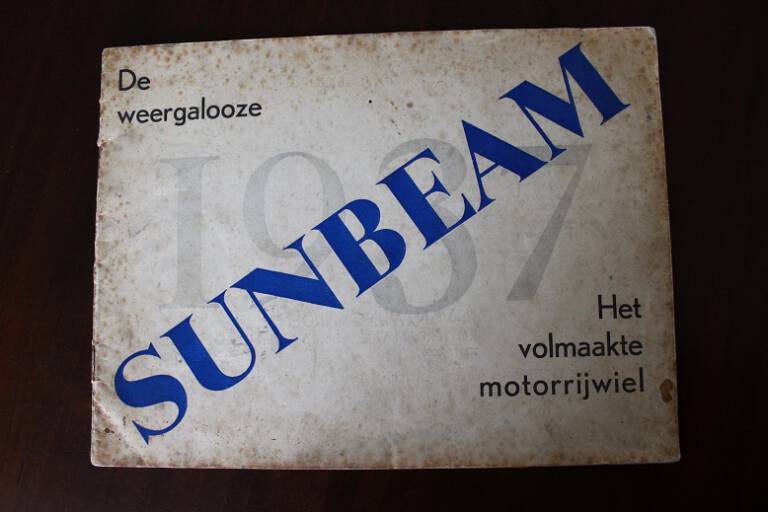 De
weergalooze
1937
SUNBEAM
Het
volmaakte
motorrijwiel